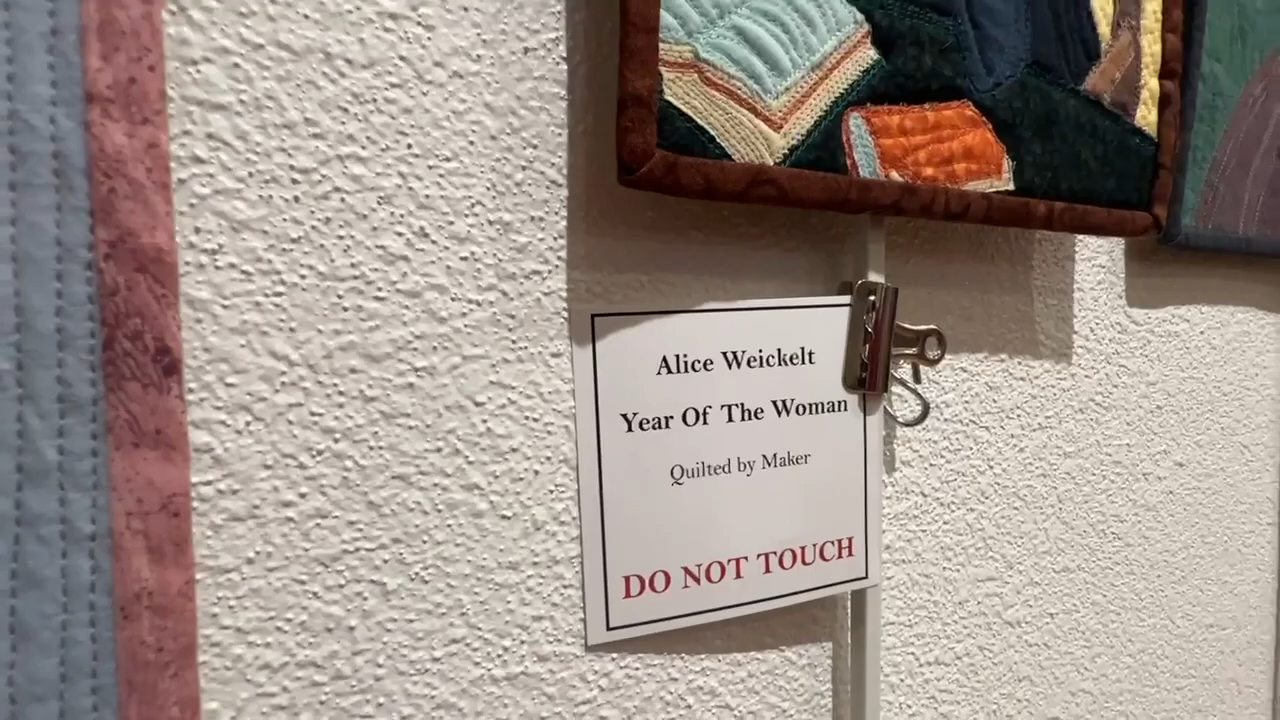 Alice Weickelt
Year Of The Woman
Quilted by Maker
DO NOT TOUCH